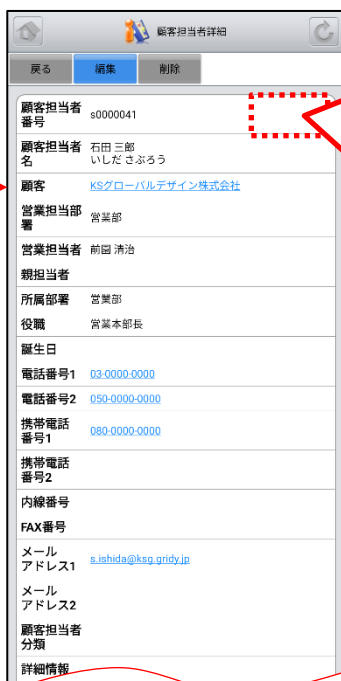 顧客担当者詳細
戻る 編集 削除
顧客担当者
番号
s0000041
顧客担当者
名
石田 三郎
いしだ さぶろう
顧客 KSグローバルデザイン株式会社
営業担当部
署
営業部
営業担当者 前園 清治
親担当者
所属部署 営業部
役職 営業本部長
誕生日
電話番号1 03-0000-0000
電話番号2 050-0000-0000
携帯電話
番号1
080-0000-0000
携帯電話
番号2
内線番号
FAX番号
メール
アドレス1
s.ishida@ksg.gridy.jp
メール
アドレス2
顧客担当者
分類
詳細情報